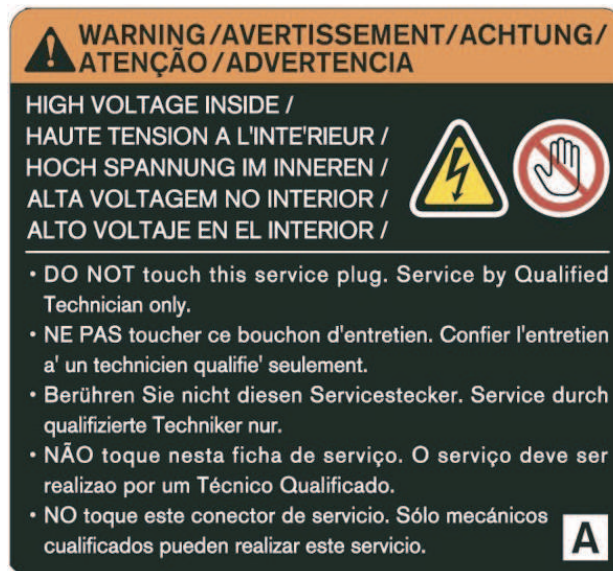 WARNING/AVERTISSEMENT/ACHTUNG/
ATENÇÃO/ADVERTENCIA
HIGH VOLTAGE INSIDE /
HAUTE TENSION A L'INTE'RIEUR /
HOCH SPANNUNG IM INNEREN /
ALTA VOLTAGEM NO INTERIOR /
ALTO VOLTAJE EN EL INTERIOR /
· DO NOT touch this service plug. Service by Qualified
Technician only.
· NE PAS toucher ce bouchon d'entretien. Confier l'entretien
a' un technicien qualifie' seulement.
· Berühren Sie nicht diesen Servicestecker. Service durch
qualifizierte Techniker nur.
· NÃO toque nesta ficha de serviço. O serviço deve ser
realizao por um Técnico Qualificado.
· NO toque este conector de servicio. Sólo mecánicos
cualificados pueden realizar este servicio.
A